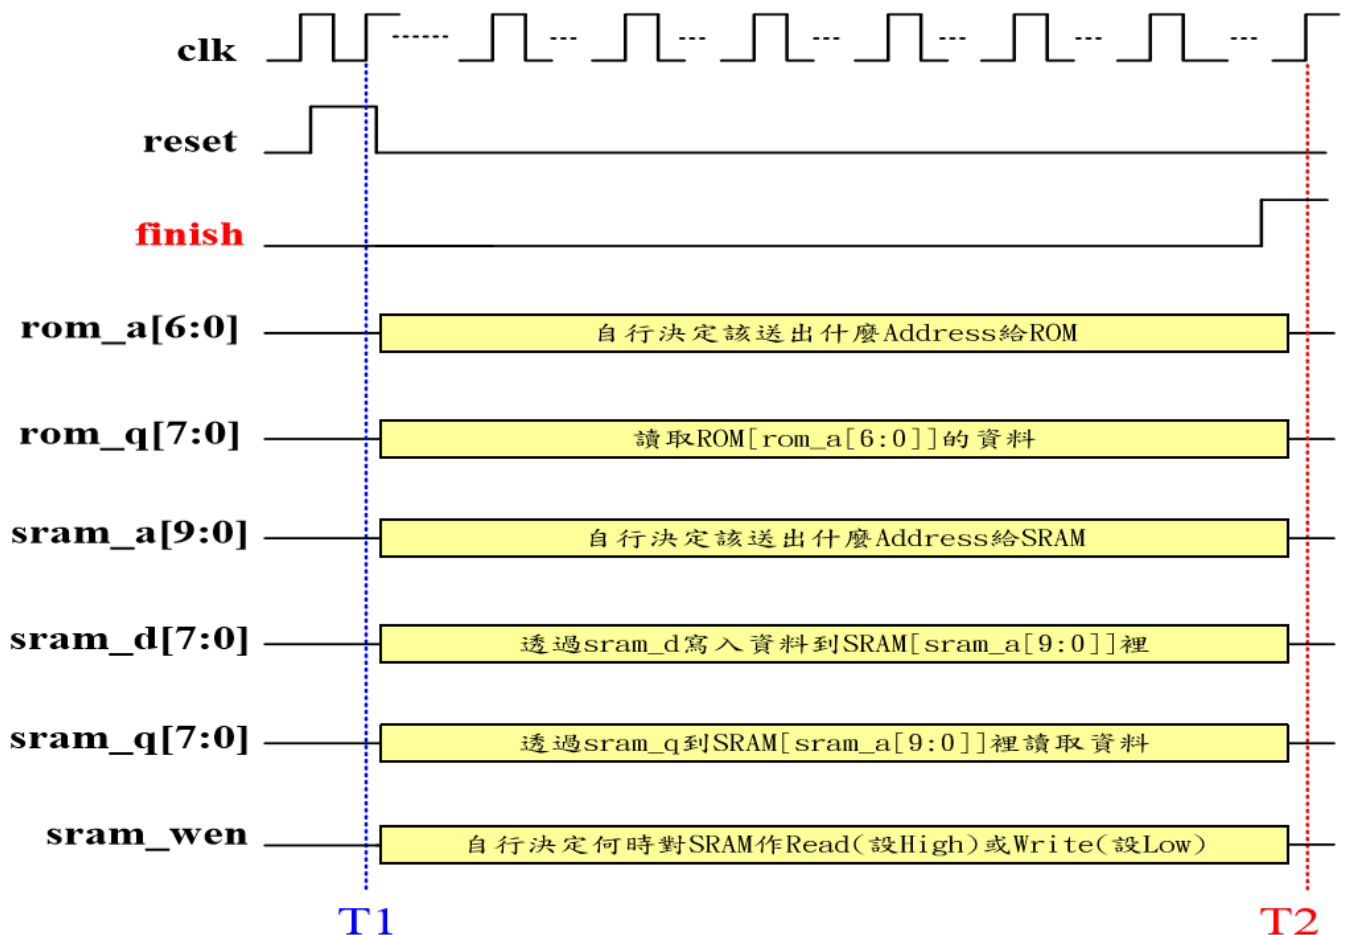 clk
reset
finish
rom_a[6:0] 自行決定該送出什麼Address給ROM
rom_q[7:0] 讀取ROM[rom_a[6:0]]的資料
sram_a[9:0] 自行決定該送出什麼Address給SRAM
sram_d[7:0] 透過sram_d寫入資料到SRAM[sram_a[9:0]]裡
sram_q[7:0] 透過sram_q到SRAM[sram_a[9:0]]裡讀取資料
sram_wen 自行決定何時對SRAM作Read(設High)或Write(設Low)
T1 T2